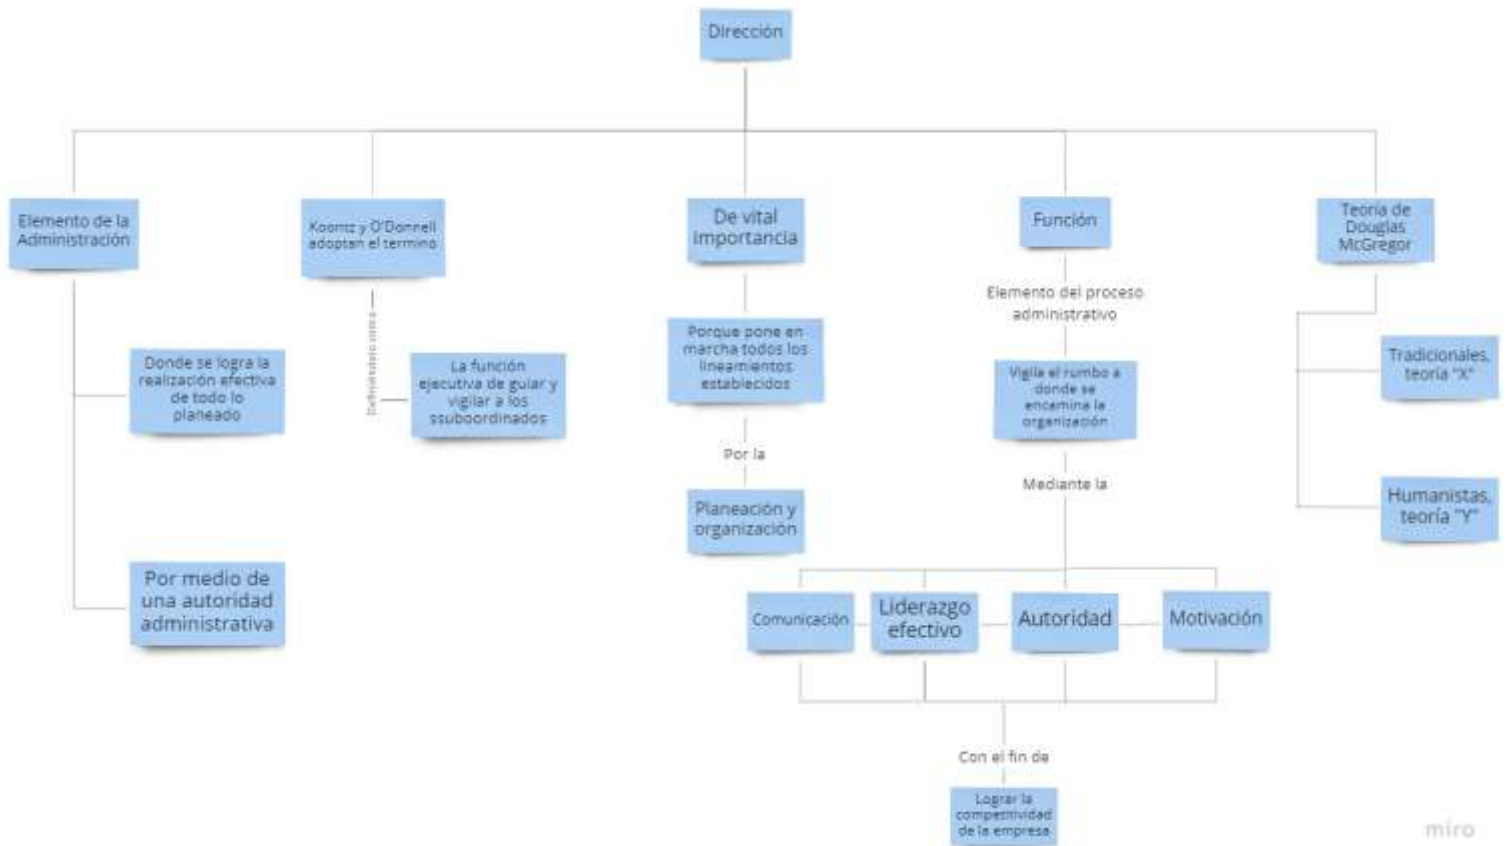 Dirección
Elemento de la
Administración
Koontz y O'Donnell
adoptan el termino
De vital
importancia
Función
Teoría de
Douglas
McGregor
Donde se logra la
realización efectiva
de todo lo
planeado
Por medio de
una autoridad
administrativa
La función
ejecutiva de guiar y
vigilar a los
ssuboordinados
Porque pone en
marcha todos los
lineamientos
establecidos
Por la
Planeación y
organización
Elemento del proceso
administrativo
Vigila el rumbo a
donde se
encamina la
organización
Mediante la
Comunicación
Liderazgo
efectivo
Autoridad
Motivación
Con el fin de
Lograr la
competitividad
de la empresa
Tradicionales,
teoría "X"
Humanistas,
teoría "Y"
miro